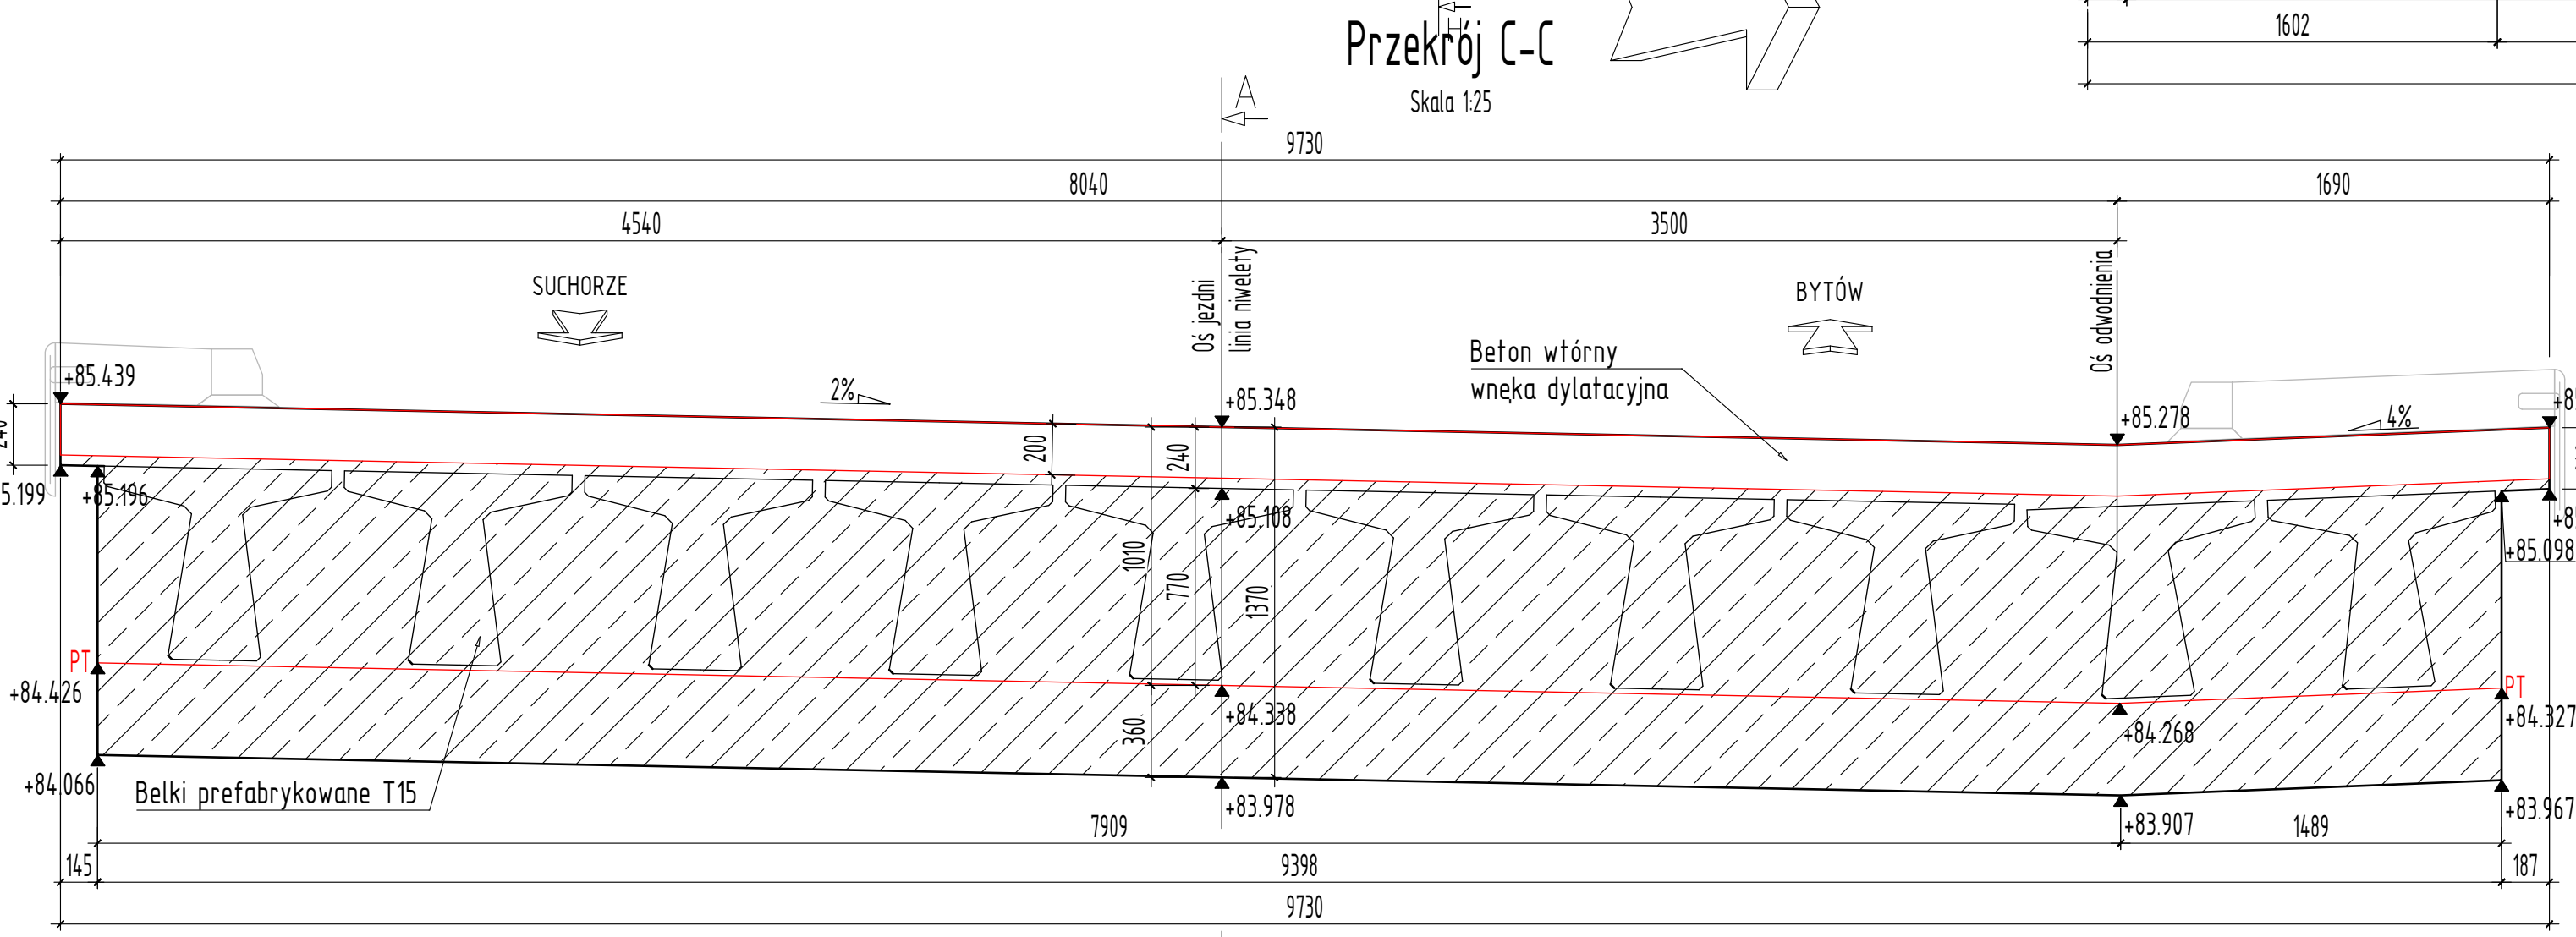 H
1602
Przekrój C-C
A
Skala 1:25
9730
8040
1690
4540
3500
SUCHORZE
Oś jezdni
linia niwelety
BYTÓW
Oś odwodnienia
Beton wtórny
wnęka dylatacyjna
+85.439
2%
+85.348
+85.278
4%
240
200
240
+85.196
+85.108
+85.098
1010
770
1370
PT
+84.426
PT
+84.338
+84.327
360
+84.268
+84.066
Belki prefabrykowane T15
+83.978
+83.907
+83.967
7909
1489
145
9398
187
9730